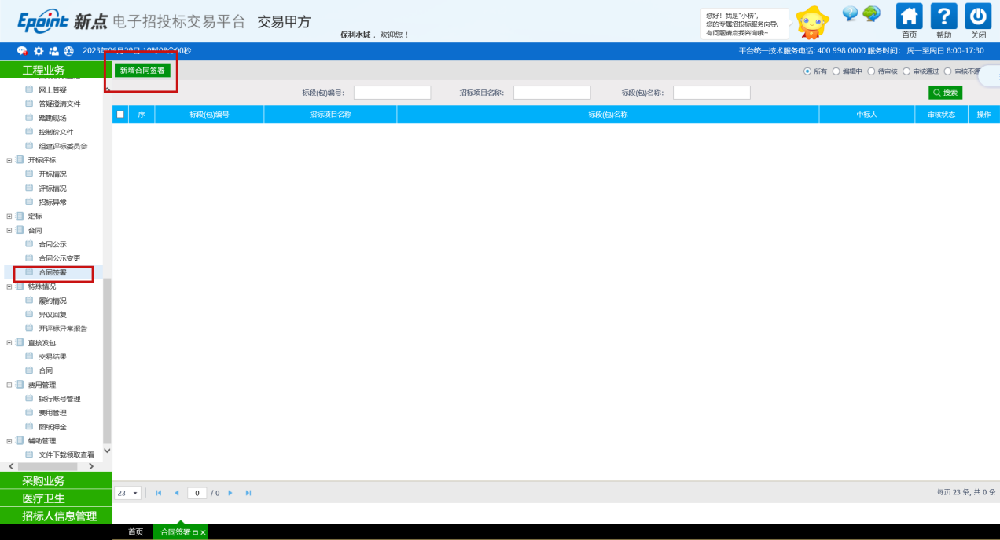 Epoint 新点 电子招投标交易平台 交易甲方
保利水城， 欢迎您！
您好！我是"小桥",
您的专属招投标服务向导,
有问题请点我咨询哦~
首页 帮助 关闭
2023年06月29日 10时08分00秒
平台统一技术服务电话: 400 998 0000 服务时间: 周一至周日 8:00-17:30
工程业务
网上答疑
答疑澄清文件
踏勘现场
控制价文件
组建评标委员会
开标评标
开标情况
评标情况
招标异常
定标
合同
合同公示
合同公示变更
合同签署
特殊情况
履约情况
异议回复
开评标异常报告
直接发包
交易结果
合同
费用管理
银行账号管理
费用管理
图纸押金
辅助管理
文件下载领取查看
采购业务
医疗卫生
招标人信息管理
新增合同签署
所有 编辑中 待审核 审核通过 审核不通
标段(包)编号: 招标项目名称: 标段(包)名称: 搜索
序 标段(包)编号 招标项目名称 标段(包)名称 中标人 审核状态 操作
23 0 / 0 每页 23 条, 共 0 条
首页 合同签署